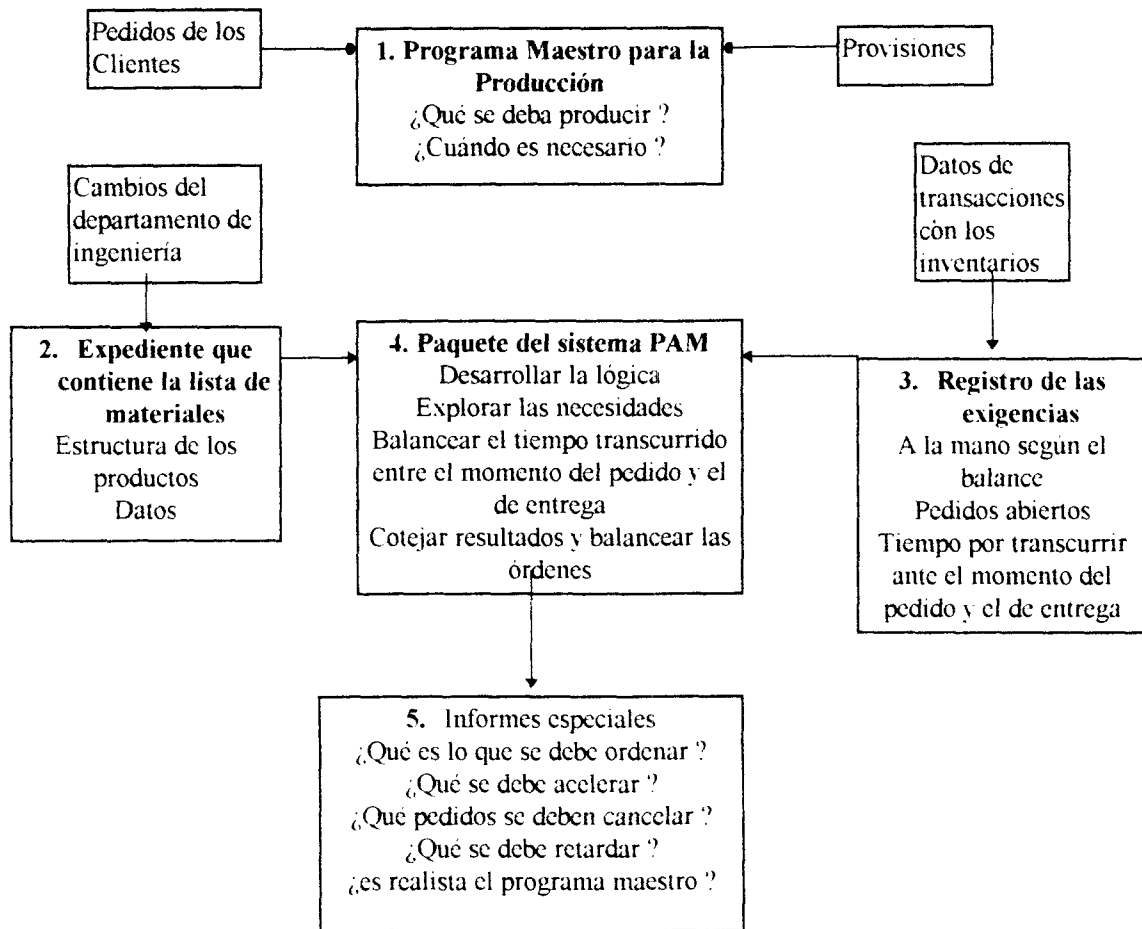 Pedidos de los
Clientes
1. Programa Maestro para la
Producción
¿Qué se deba producir ?
¿Cuándo es necesario ?
Provisiones
Cambios del
departamento de
ingeniería
Datos de
transacciones
con los
inventarios
2. Expediente que
contiene la lista de
materiales
Estructura de los
productos
Datos
4. Paquete del sistema PAM
Desarrollar la lógica
Explorar las necesidades
Balancear el tiempo transcurrido
entre el momento del pedido y el
de entrega
Cotejar resultados y balancear las
órdenes
3. Registro de las
exigencias
A la mano según el
balance
Pedidos abiertos
Tiempo por transcurrir
ante el momento del
pedido y el de entrega
5. Informes especiales
¿Qué es lo que se debe ordenar ?
¿Qué se debe acelerar ?
¿Qué pedidos se deben cancelar ?
¿Qué se debe retardar ?
¿es realista el programa maestro ?